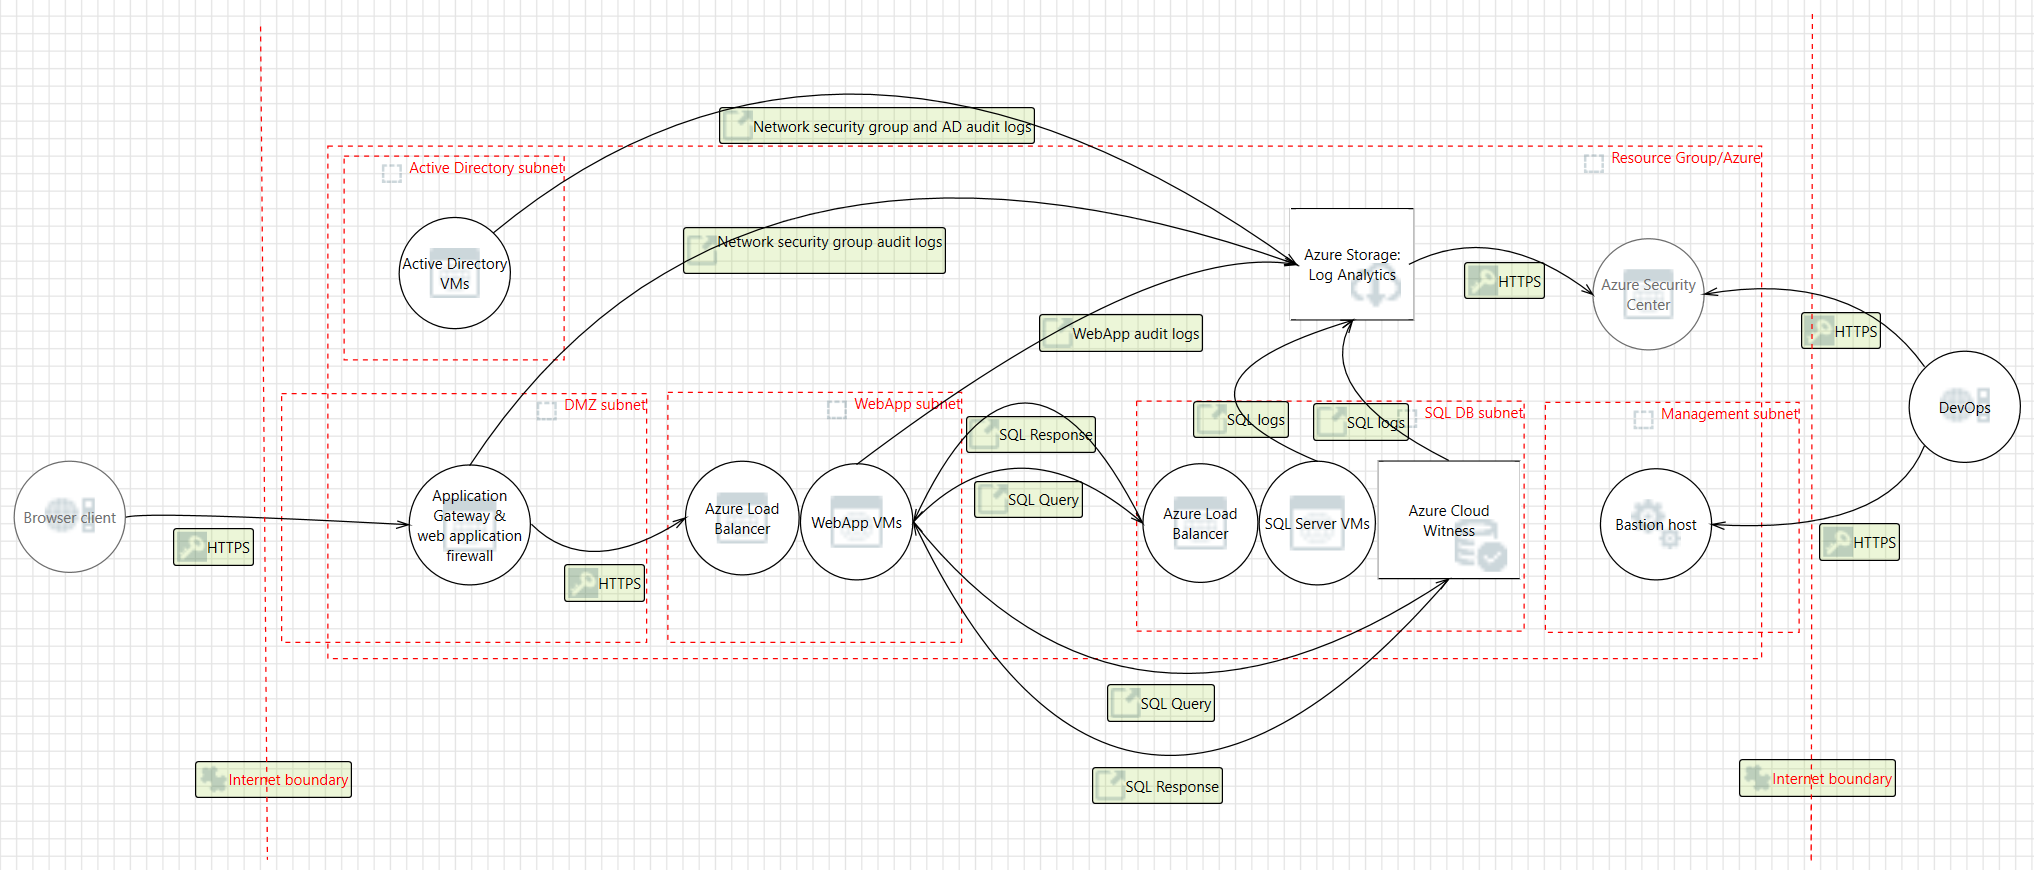 Network security group and AD audit logs
Active Directory subnet
Resource Group/Azure
Network security group audit logs
Active Directory
VMs
Azure Storage:
Log Analytics
HTTPS
Azure Security
Center
HTTPS
WebApp audit logs
DevOps
DMZ subnet
WebApp subnet
SQL Response
SQL logs
SQL logs
SQL DB subnet
Management subnet
Browser client
HTTPS
Application
Gateway &
web application
firewall
HTTPS
Azure Load
Balancer
WebApp VMs
SQL Query
Azure Load
Balancer
SQL Server VMs
Azure Cloud
Witness
Bastion host
HTTPS
SQL Query
SQL Response
Internet boundary
Internet boundary